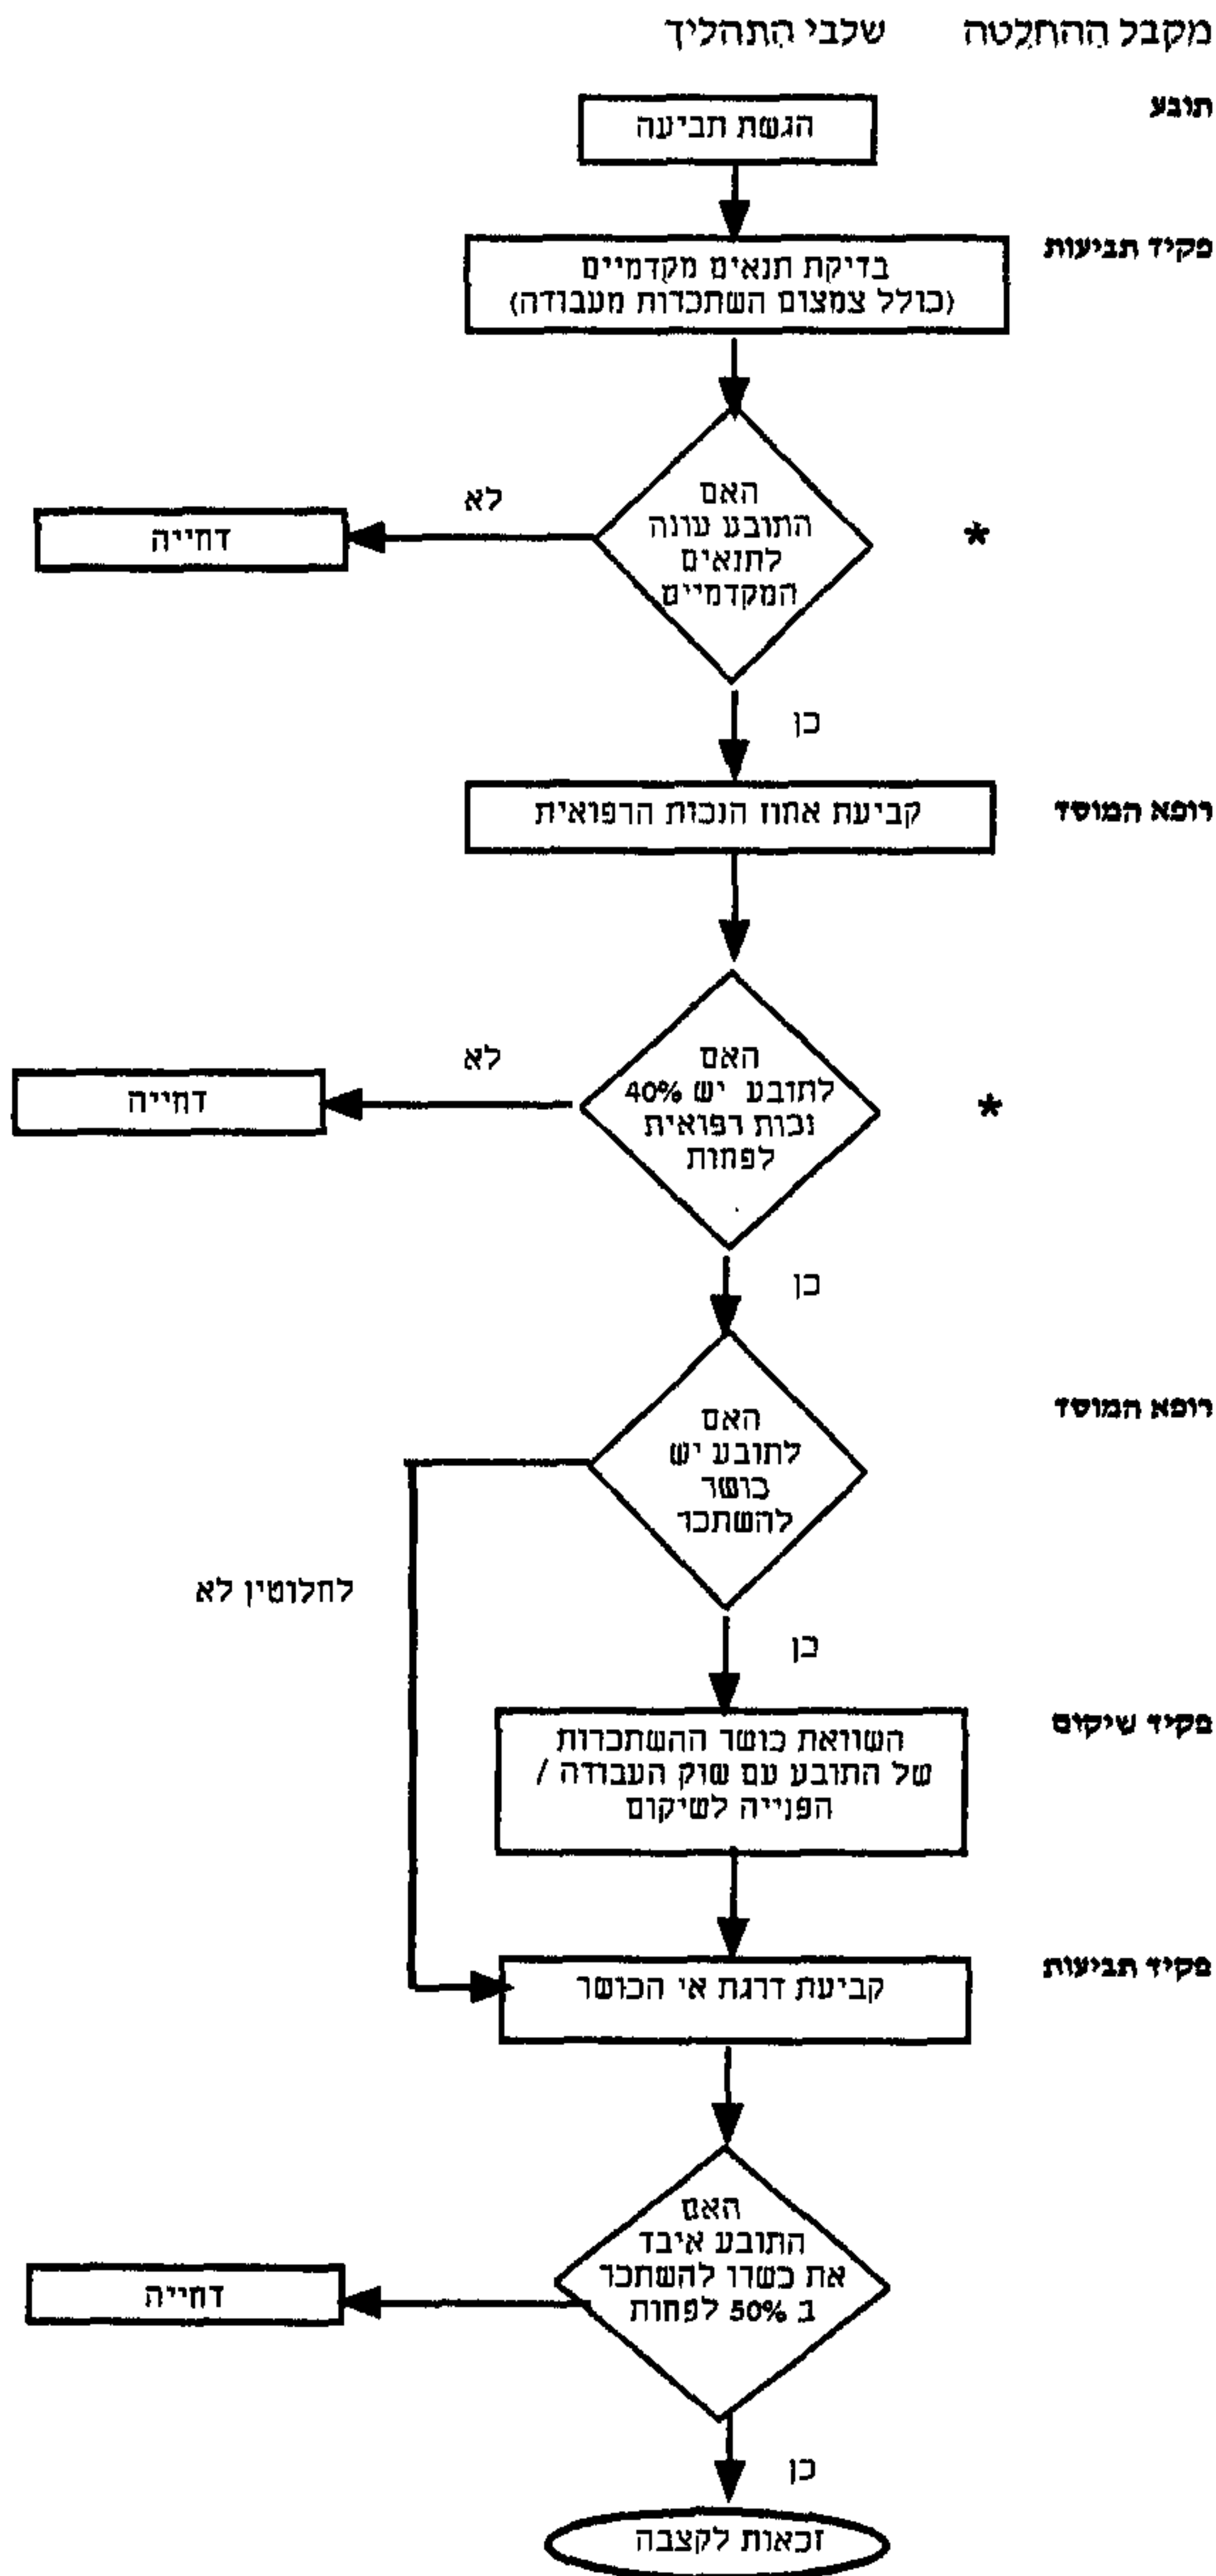 מקבל ההחלטה שלבי התהליך
תובע
הגשת תביעה
פקיד תביעות
בדיקת תנאים מקדמיים
(כולל צמצום השתכרות מעבודה)
האם
התובע עונה
לתנאים
המקדמיים
*
לא
דחייה
כן
רופא המוסד
קביעת אחוז הנכות הרפואית
האם
לתובע יש 40%
נכות רפואית
לפחות
*
לא
דחייה
כן
רופא המוסד
האם
לתובע יש
כושר
להשתכר
לחלוטין לא
כן
פקיד שיקום
השוואת כושר ההשתכרות
של התובע עם שוק העבודה /
הפנייה לשיקום
פקיד תביעות
קביעת דרגת אי הכושר
האם
התובע איבד
את כשרו להשתכר
ב 50% לפחות
דחייה
כן
זכאות לקצבה